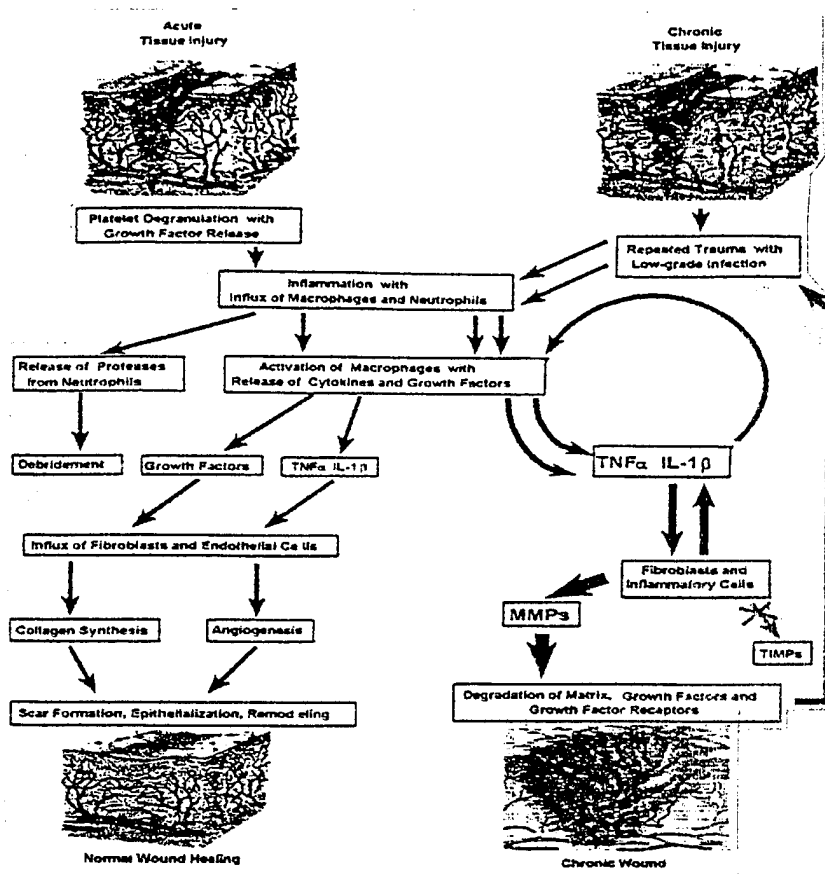 Acute
Tissue Injury
Chronic
Tissue Injury
Platelet Degranulation with
Growth Factor Release
Repeated Trauma with
Low-grade Infection
Inflammation with
Influx of Macrophages and Neutrophils
Release of Proteases
from Neutrophils
Activation of Macrophages with
Release of Cytokines and Growth Factors
Debridement
Growth Factors
TNFα IL-1β
TNFα IL-1β
Influx of Fibroblasts and Endothelial Cells
Fibroblasts and
Inflammatory Cells
MMPs
Collagen Synthesis
Angiogenesis
TIMPs
Scar Formation, Epithelialization, Remodeling
Degradation of Matrix, Growth Factors and
Growth Factor Receptors
Normal Wound Healing
Chronic Wound